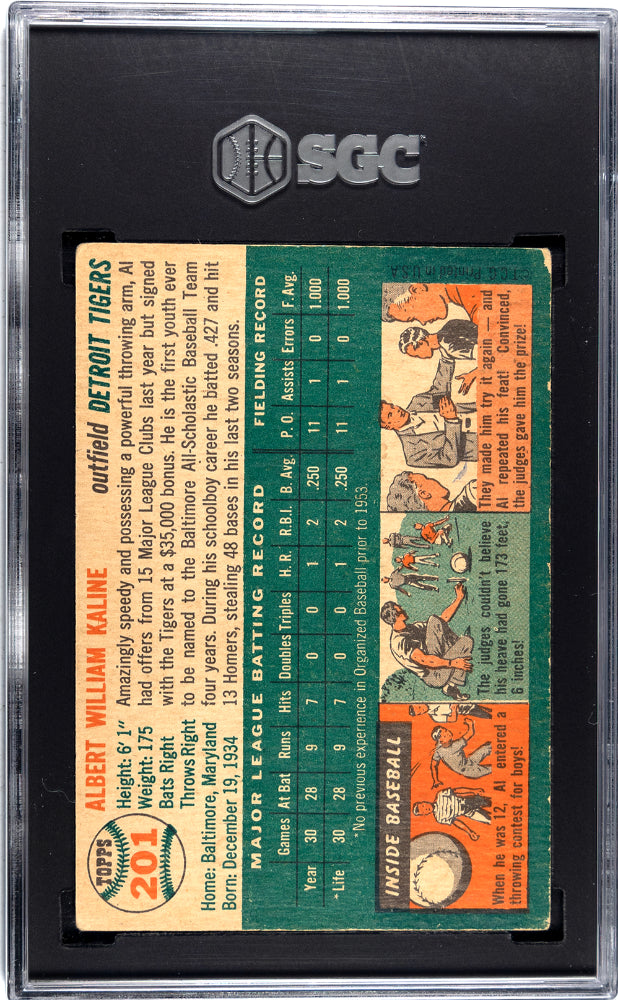 SGC
TOPPS
201
ALBERT WILLIAM KALINE
outfield DETROIT TIGERS
Height: 6' 1"
Weight: 175
Bats Right
Throws Right
Home: Baltimore, Maryland
Born: December 19, 1934
Amazingly speedy and possessing a powerful throwing arm, Al
had offers from 15 Major League Clubs last year but signed
with the Tigers at a $35,000 bonus. He is the first youth ever
to be named to the Baltimore All-Scholastic Baseball Team
four years. During his schoolboy career he batted .427 and hit
13 Homers, stealing 48 bases in his last two seasons.
MAJOR LEAGUE BATTING RECORD FIELDING RECORD
Games At Bat Runs Hits Doubles Triples H. R. R.B.I. B. Avg. P. O. Assists Errors F. Avg.
Year 30 28 9 7 0 0 1 2 .250 11 1 0 1.000
*Life 30 28 9 7 0 0 1 2 .250 11 1 0 1.000
*No previous experience in Organized Baseball prior to 1953.
©T.C.G. Printed in U.S.A.
INSIDE BASEBALL
When he was 12, Al entered a
throwing contest for boys!
The judges couldn't believe
his heave had gone 173 feet,
6 inches!
They made him try it again — and
Al repeated his feat! Convinced,
the judges gave him the prize!